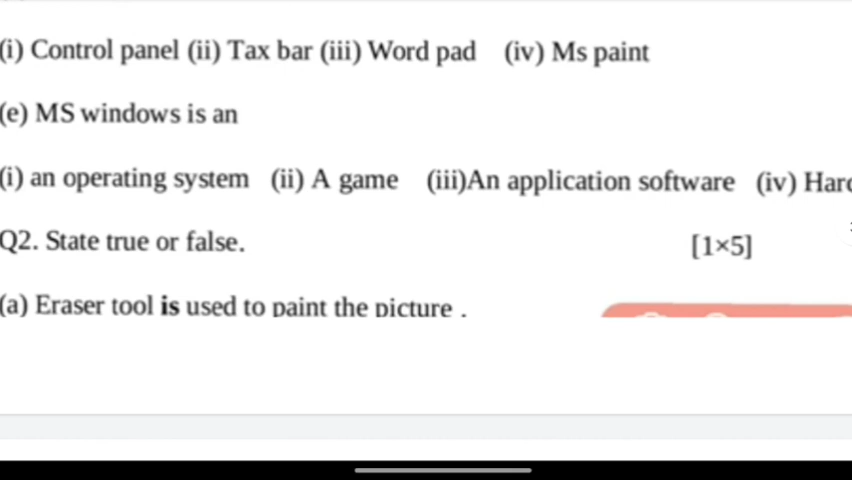 (i) Control panel (ii) Tax bar (iii) Word pad (iv) Ms paint
(e) MS windows is an
(i) an operating system (ii) A game (iii)An application software (iv)
Q2. State true or false. [1×5]
(a) Eraser tool is used to paint the picture .